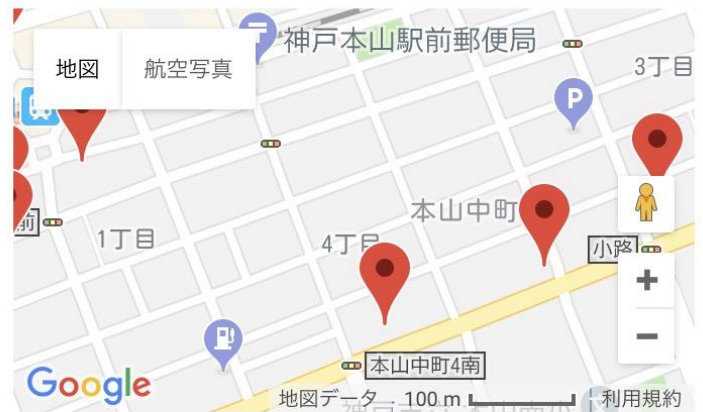 地図 航空写真
神戸本山駅前郵便局
3丁目
P
本山中町
前
1丁目
4丁目
小路
+
−
本山中町4南
Google
地図データ 100 m 利用規約